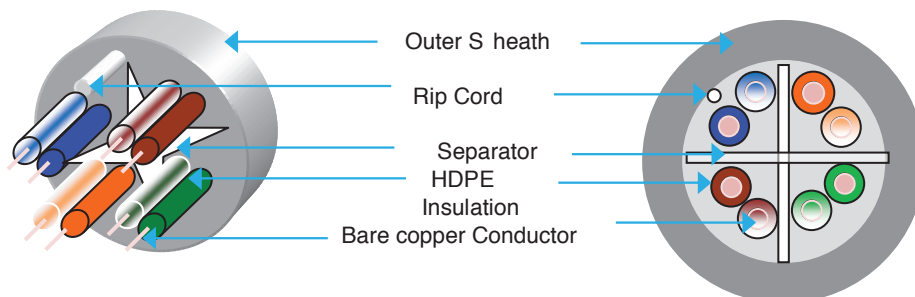 Outer S heath
Rip Cord
Separator
HDPE
Insulation
Bare copper Conductor